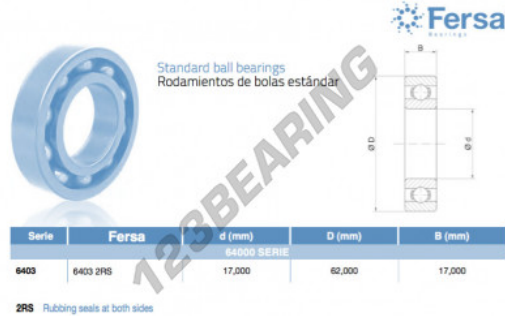 Fersa
Bearings
Standard ball bearings
Rodamientos de bolas estándar
B
Ø D
Ø d
123BEARING
Serie Fersa d (mm) D (mm) B (mm)
64000 SERIE
6403 6403 2RS 17,000 62,000 17,000
2RS Rubbing seals at both sides